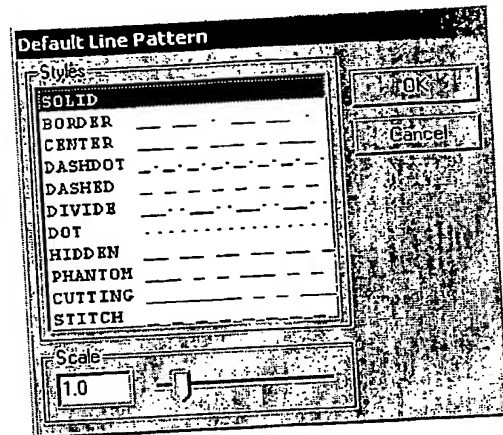 Default Line Pattern
Styles
SOLID
BORDER
CENTER
DASHDOT
DASHED
DIVIDE
DOT
HIDDEN
PHANTOM
CUTTING
STITCH
OK
Cancel
Scale
1.0